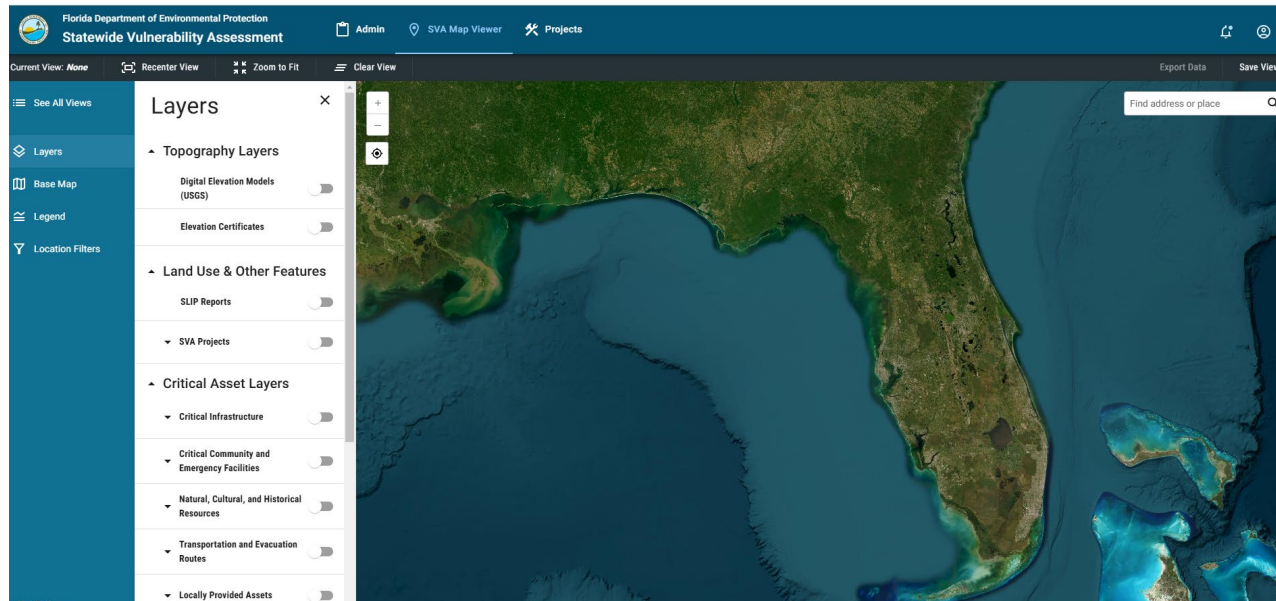 Florida Department of Environmental Protection
Statewide Vulnerability Assessment
Admin
SVA Map Viewer
Projects
Current View: None
Recenter View
Zoom to Fit
Clear View
Export Data
Save View
See All Views
Layers
Base Map
Legend
Location Filters
Layers
Topography Layers
Digital Elevation Models
(USGS)
Elevation Certificates
Land Use & Other Features
SLIP Reports
SVA Projects
Critical Asset Layers
Critical Infrastructure
Critical Community and
Emergency Facilities
Natural, Cultural, and Historical
Resources
Transportation and Evacuation
Routes
Locally Provided Assets
Find address or place